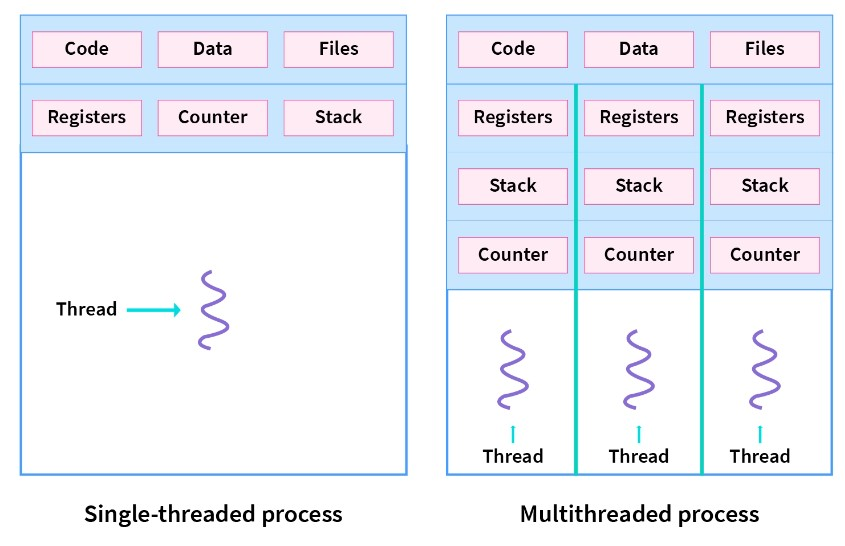 Code Data Files
Registers Counter Stack
Thread
Single-threaded process
Code Data Files
Registers Registers Registers
Stack Stack Stack
Counter Counter Counter
Thread Thread Thread
Multithreaded process